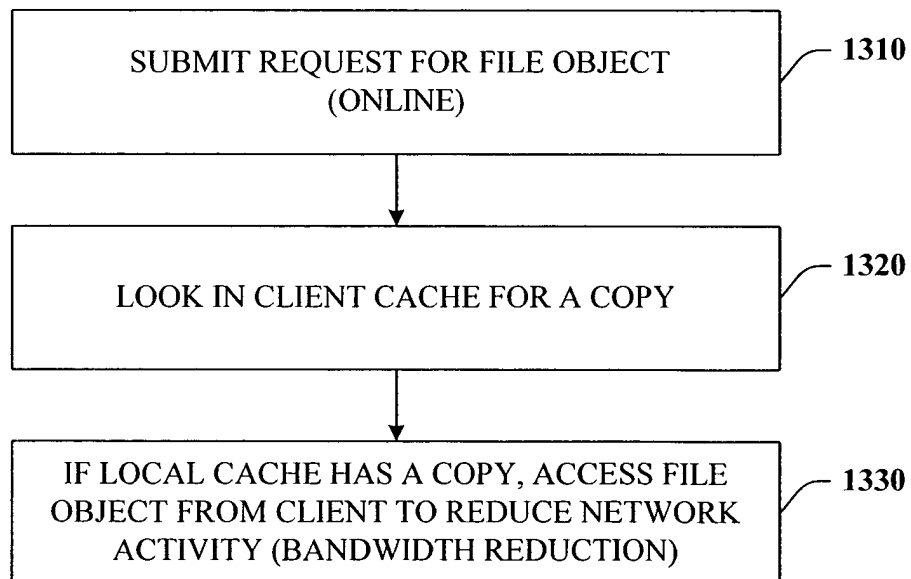 SUBMIT REQUEST FOR FILE OBJECT
(ONLINE)
1310
LOOK IN CLIENT CACHE FOR A COPY
1320
IF LOCAL CACHE HAS A COPY, ACCESS FILE
OBJECT FROM CLIENT TO REDUCE NETWORK
ACTIVITY (BANDWIDTH REDUCTION)
1330